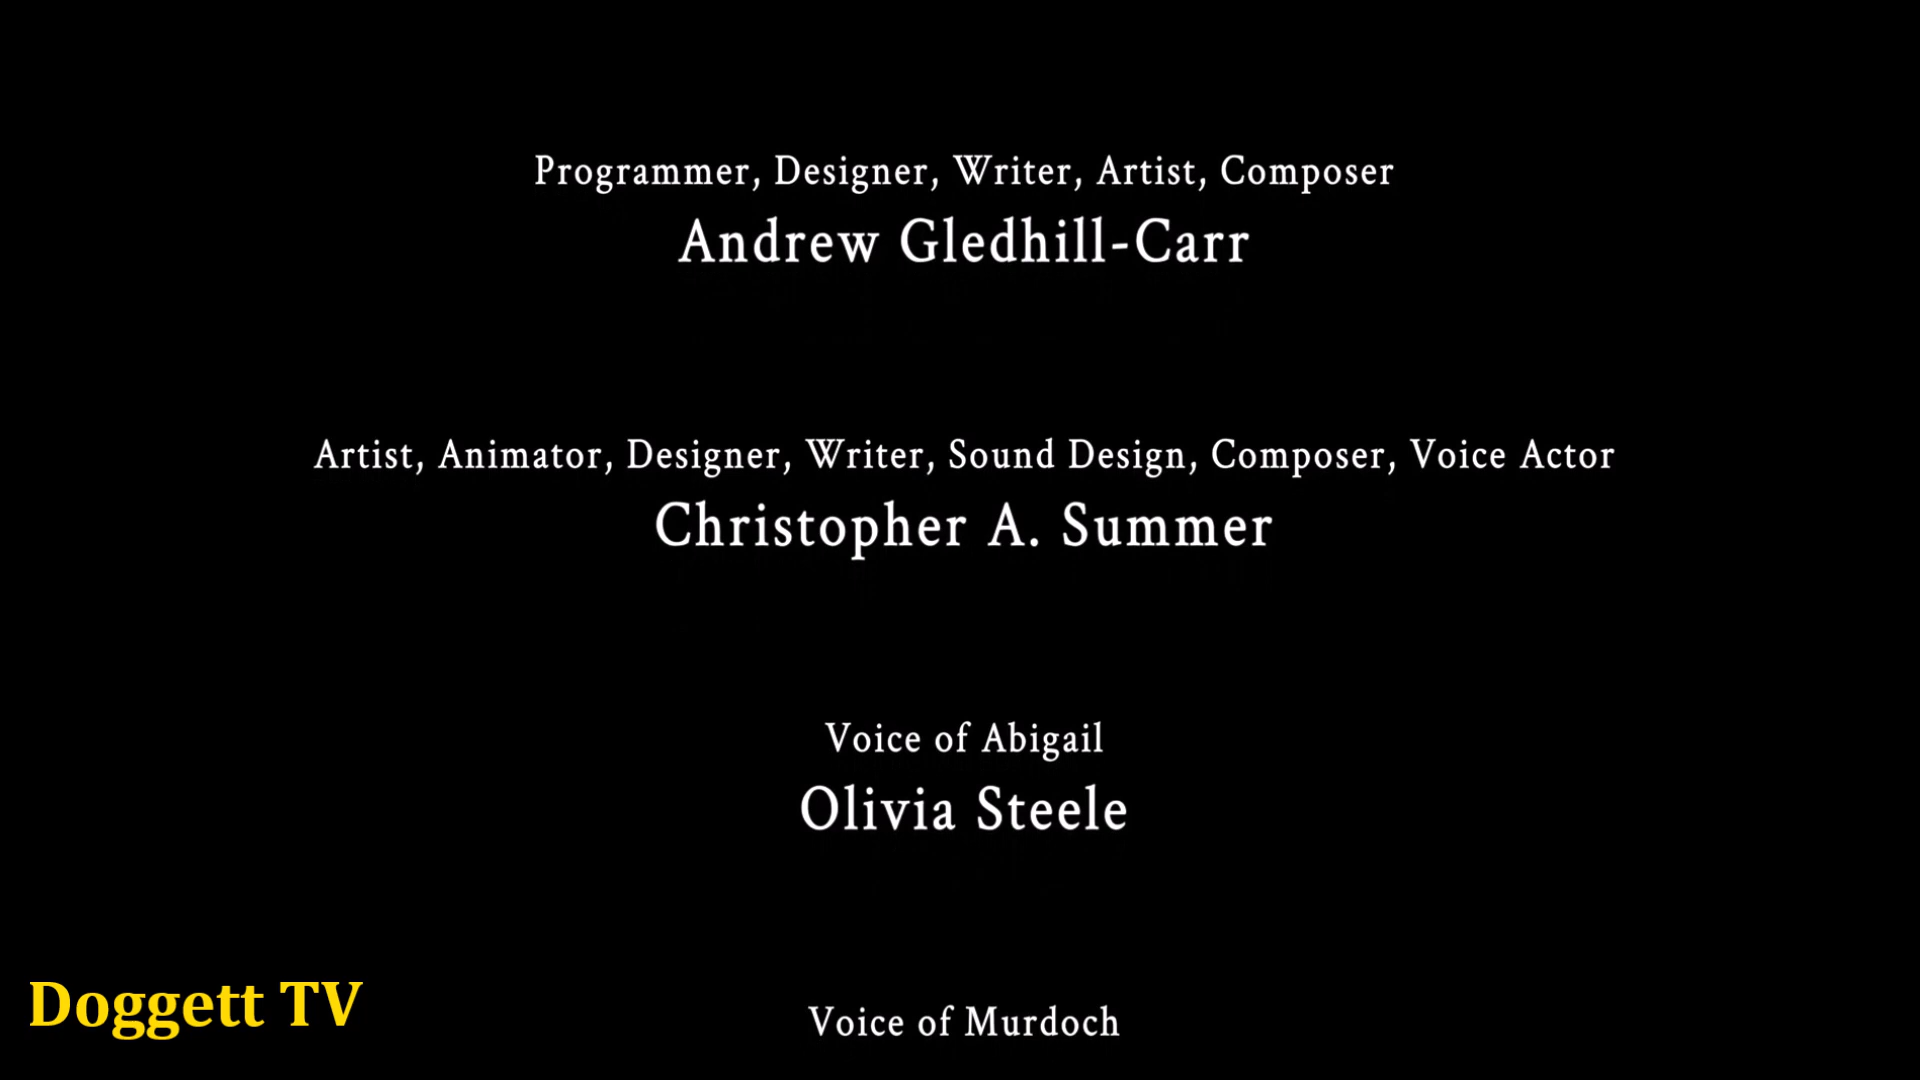 Programmer, Designer, Writer, Artist, Composer
Andrew Gledhill-Carr
Artist, Animator, Designer, Writer, Sound Design, Composer, Voice Actor
Christopher A. Summer
Voice of Abigail
Olivia Steele
Voice of Murdoch
Doggett TV